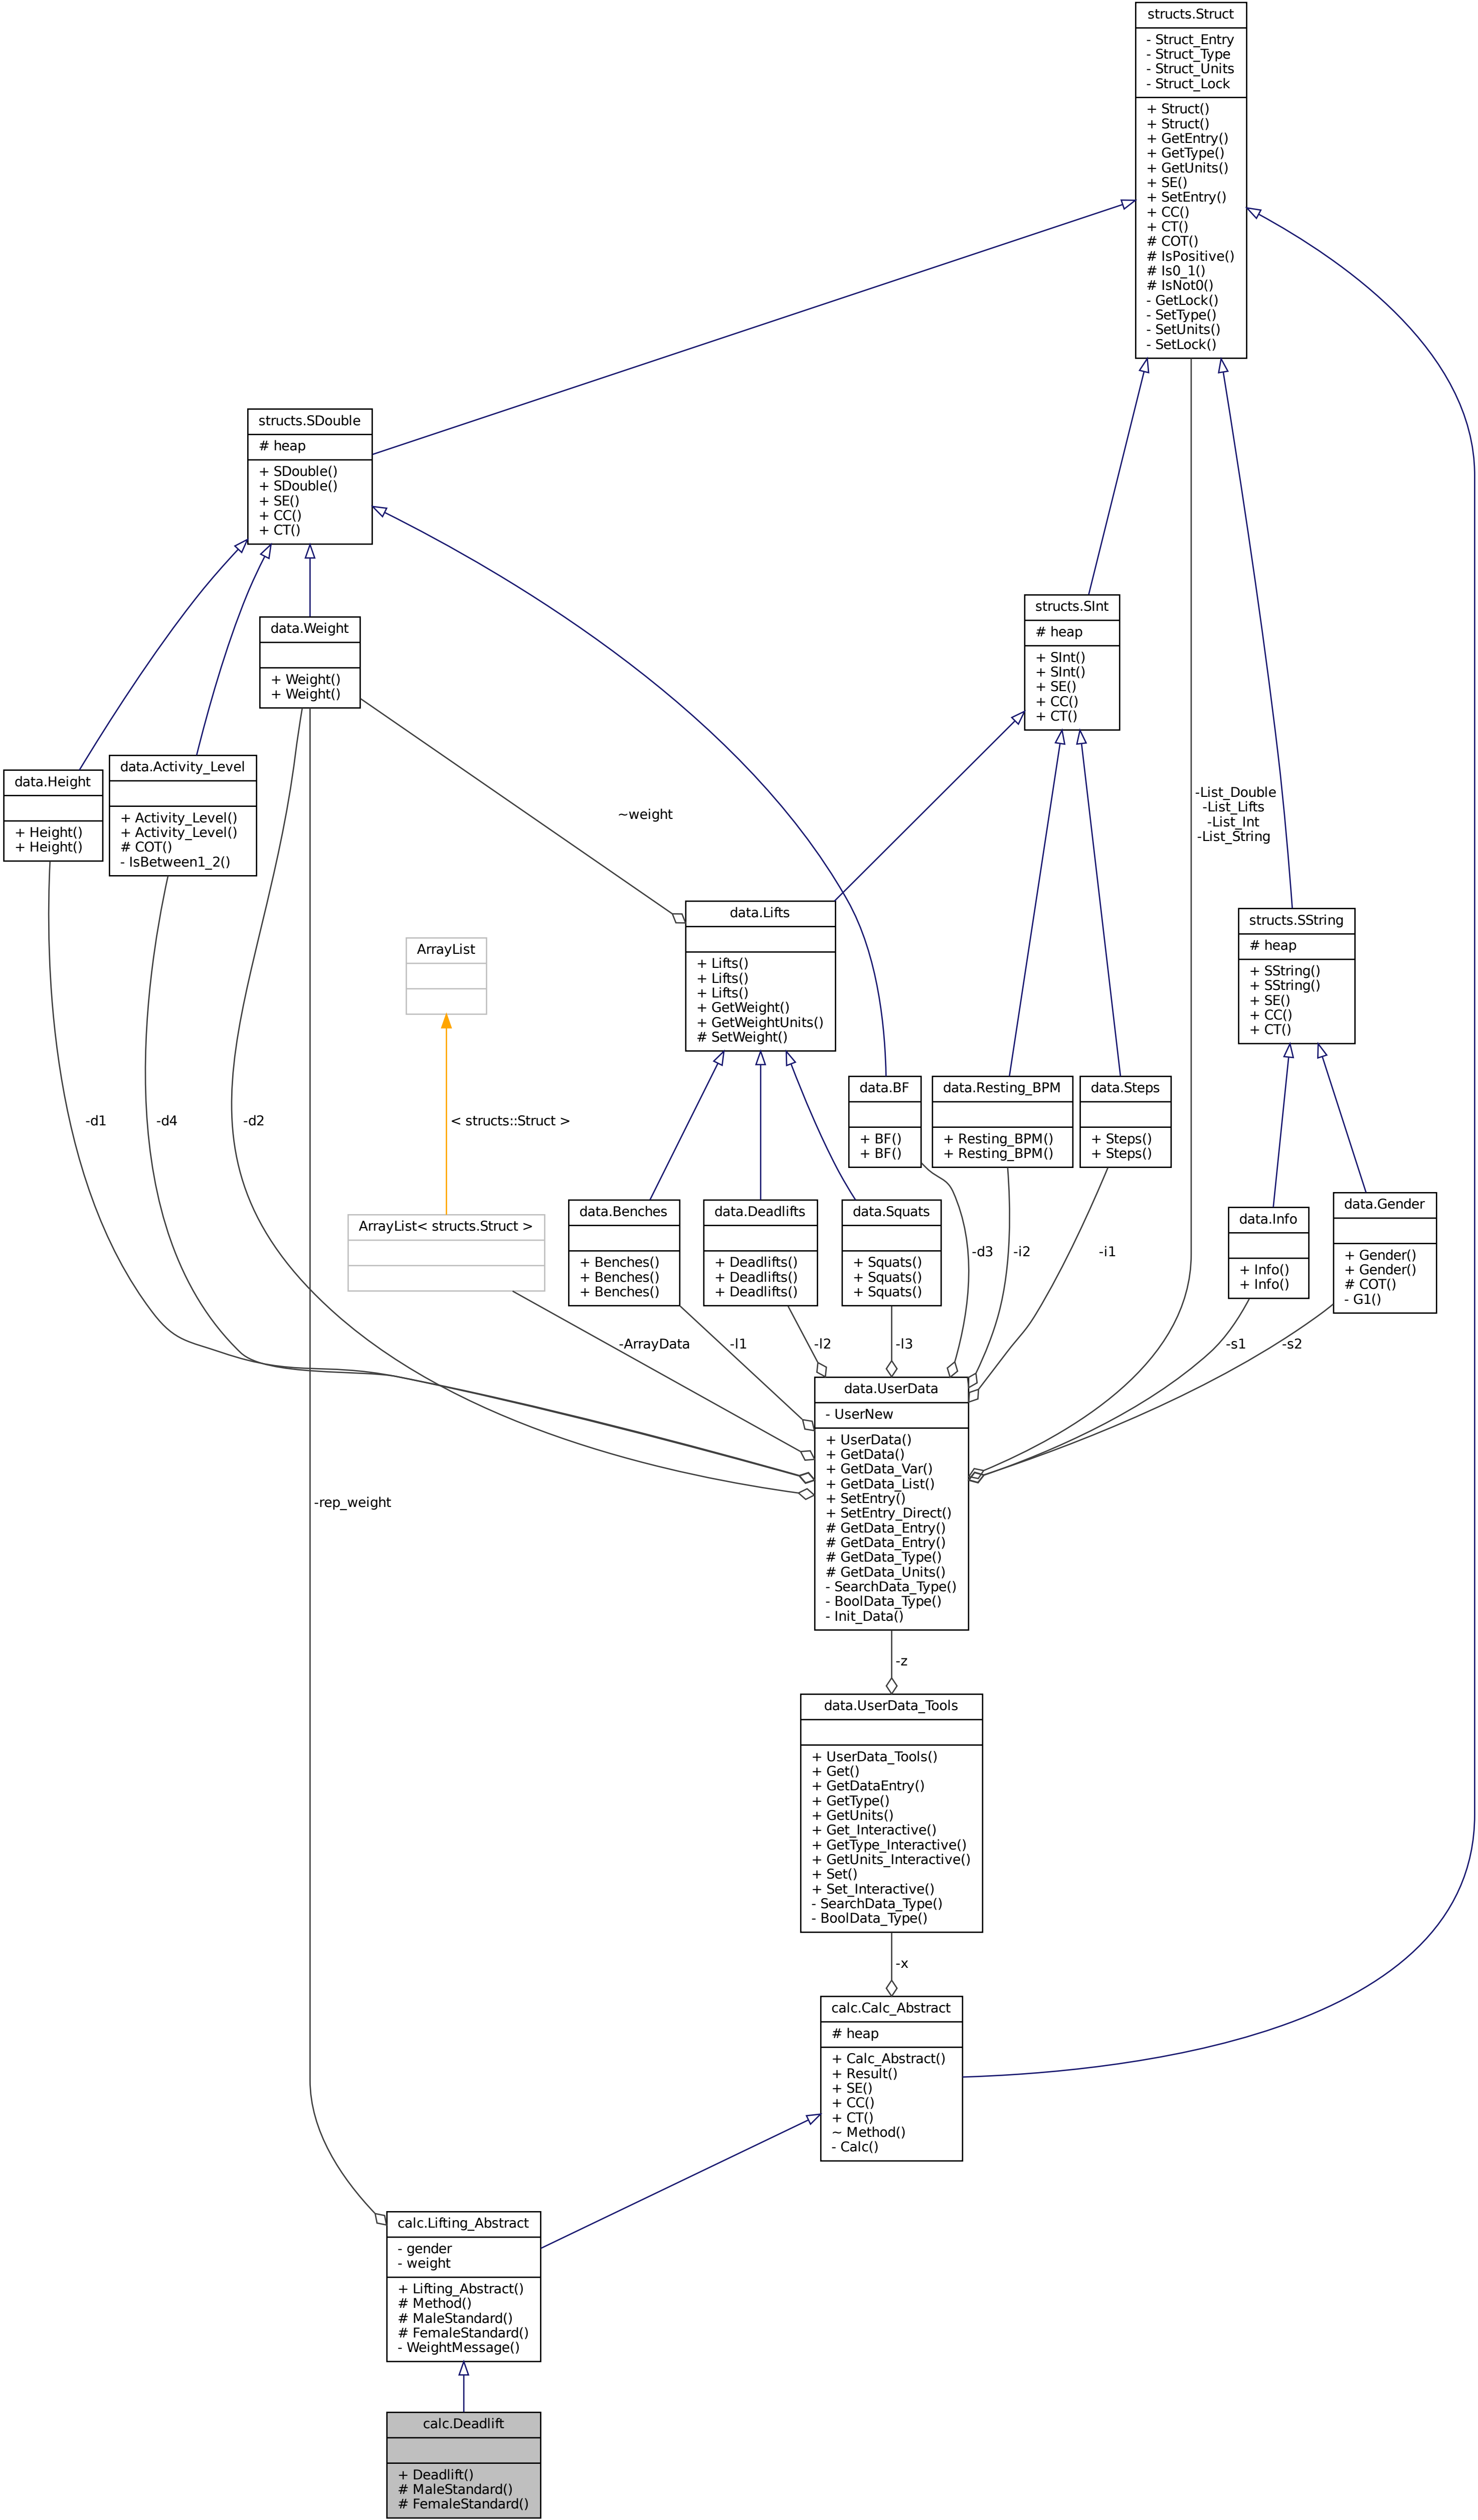 structs.Struct
- Struct_Entry
- Struct_Type
- Struct_Units
- Struct_Lock
+ Struct()
+ Struct()
+ GetEntry()
+ GetType()
+ GetUnits()
+ SE()
+ SetEntry()
+ CC()
+ CT()
# COT()
# IsPositive()
# Is0_1()
# IsNot0()
- GetLock()
- SetType()
- SetUnits()
- SetLock()
structs.SDouble
# heap
+ SDouble()
+ SDouble()
+ SE()
+ CC()
+ CT()
structs.SInt
# heap
+ SInt()
+ SInt()
+ SE()
+ CC()
+ CT()
data.Weight
+ Weight()
+ Weight()
data.Height
+ Height()
+ Height()
data.Activity_Level
+ Activity_Level()
+ Activity_Level()
# COT()
- IsBetween1_2()
~weight
-List_Double
-List_Lifts
-List_Int
-List_String
data.Lifts
+ Lifts()
+ Lifts()
+ Lifts()
+ GetWeight()
+ GetWeightUnits()
# SetWeight()
structs.SString
# heap
+ SString()
+ SString()
+ SE()
+ CC()
+ CT()
ArrayList
-d1
-d4
-d2
< structs::Struct >
data.BF
+ BF()
+ BF()
data.Resting_BPM
+ Resting_BPM()
+ Resting_BPM()
data.Steps
+ Steps()
+ Steps()
ArrayList< structs.Struct >
data.Benches
+ Benches()
+ Benches()
+ Benches()
data.Deadlifts
+ Deadlifts()
+ Deadlifts()
+ Deadlifts()
data.Squats
+ Squats()
+ Squats()
+ Squats()
-d3
-i2
-i1
data.Info
+ Info()
+ Info()
data.Gender
+ Gender()
+ Gender()
# COT()
- G1()
-ArrayData
-l1
-l2
-l3
-s1
-s2
data.UserData
- UserNew
+ UserData()
+ GetData()
+ GetData_Var()
+ GetData_List()
+ SetEntry()
+ SetEntry_Direct()
# GetData_Entry()
# GetData_Entry()
# GetData_Type()
# GetData_Units()
- SearchData_Type()
- BoolData_Type()
- Init_Data()
-rep_weight
-z
data.UserData_Tools
+ UserData_Tools()
+ Get()
+ GetDataEntry()
+ GetType()
+ GetUnits()
+ Get_Interactive()
+ GetType_Interactive()
+ GetUnits_Interactive()
+ Set()
+ Set_Interactive()
- SearchData_Type()
- BoolData_Type()
-x
calc.Calc_Abstract
# heap
+ Calc_Abstract()
+ Result()
+ SE()
+ CC()
+ CT()
~ Method()
- Calc()
calc.Lifting_Abstract
- gender
- weight
+ Lifting_Abstract()
# Method()
# MaleStandard()
# FemaleStandard()
- WeightMessage()
calc.Deadlift
+ Deadlift()
# MaleStandard()
# FemaleStandard()